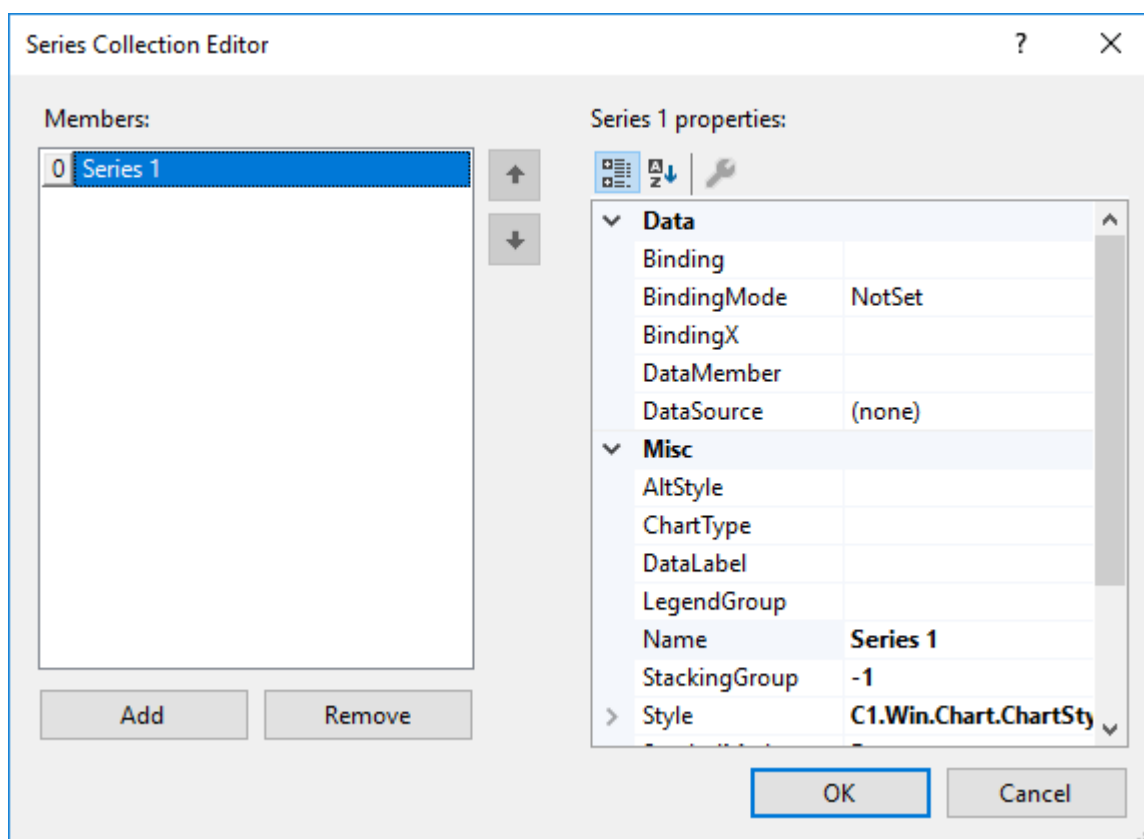 Series Collection Editor ? ×
Members:
0 Series 1
Add Remove
Series 1 properties:
Data
Binding
BindingMode NotSet
BindingX
DataMember
DataSource (none)
Misc
AltStyle
ChartType
DataLabel
LegendGroup
Name Series 1
StackingGroup -1
Style C1.Win.Chart.ChartSty
OK Cancel